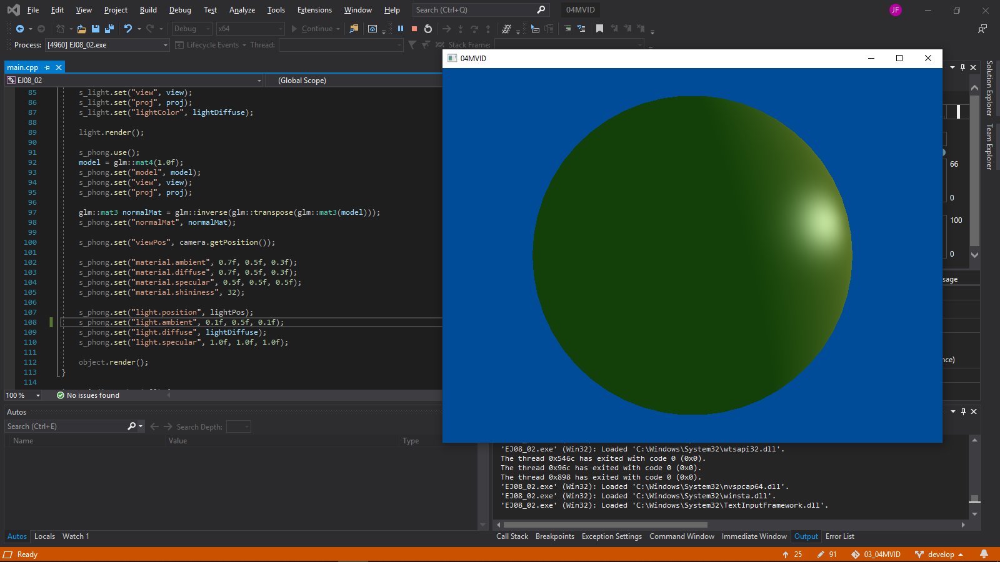 File Edit View Project Build Debug Test Analyze Tools Extensions Window Help Search (Ctrl+Q) 04MVID JF
Debug x64 Continue
Process: [4960] EJ08_02.exe Lifecycle Events Thread: Stack Frame:
04MVID
main.cpp
EJ08_02 (Global Scope)
85 s_light.set("view", view);
86 s_light.set("proj", proj);
87 s_light.set("lightColor", lightDiffuse);
88
89 light.render();
90
91 s_phong.use();
92 model = glm::mat4(1.0f);
93 s_phong.set("model", model);
94 s_phong.set("view", view);
95 s_phong.set("proj", proj);
96
97 glm::mat3 normalMat = glm::inverse(glm::transpose(glm::mat3(model)));
98 s_phong.set("normalMat", normalMat);
99
100 s_phong.set("viewPos", camera.getPosition());
101
102 s_phong.set("material.ambient", 0.7f, 0.5f, 0.3f);
103 s_phong.set("material.diffuse", 0.7f, 0.5f, 0.3f);
104 s_phong.set("material.specular", 0.5f, 0.5f, 0.5f);
105 s_phong.set("material.shininess", 32);
106
107 s_phong.set("light.position", lightPos);
108 s_phong.set("light.ambient", 0.1f, 0.5f, 0.1f);
109 s_phong.set("light.diffuse", lightDiffuse);
110 s_phong.set("light.specular", 1.0f, 1.0f, 1.0f);
111
112 object.render();
113 }
114
100 % No issues found
Solution Explorer
Team Explorer
66
0
100
0
sage
nce)
Autos
Search (Ctrl+E) Search Depth:
Name Value Type
'EJ08_02.exe' (Win32): Loaded 'C:\Windows\System32\wtsapi32.dll'.
The thread 0x546c has exited with code 0 (0x0).
The thread 0x96c has exited with code 0 (0x0).
The thread 0x898 has exited with code 0 (0x0).
'EJ08_02.exe' (Win32): Loaded 'C:\Windows\System32\nvspcap64.dll'.
'EJ08_02.exe' (Win32): Loaded 'C:\Windows\System32\winsta.dll'.
'EJ08_02.exe' (Win32): Loaded 'C:\Windows\System32\TextInputFramework.dll'.
Autos Locals Watch 1
Call Stack Breakpoints Exception Settings Command Window Immediate Window Output Error List
Ready 25 91 03_04MVID develop